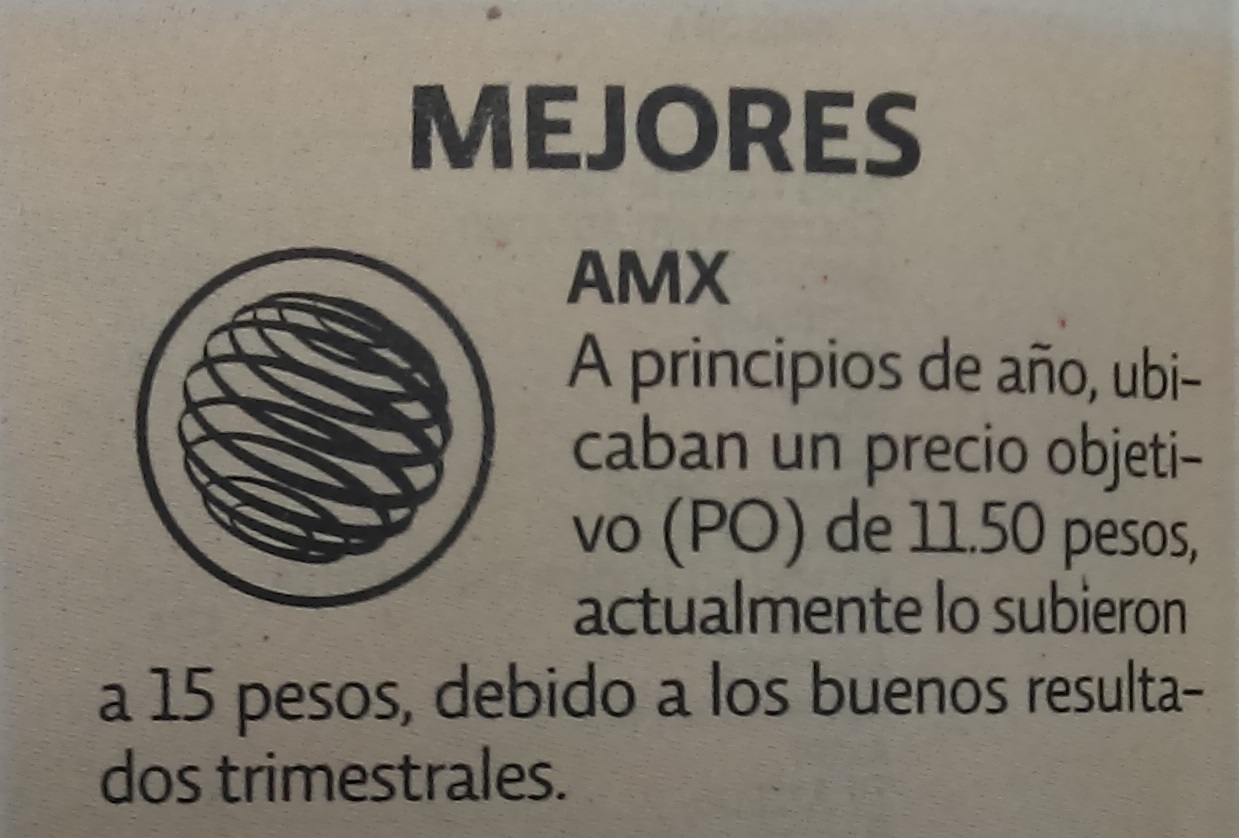 MEJORES
AMX
A principios de año, ubi-
caban un precio objeti-
vo (PO) de 11.50 pesos,
actualmente lo subieron
a 15 pesos, debido a los buenos resulta-
dos trimestrales.